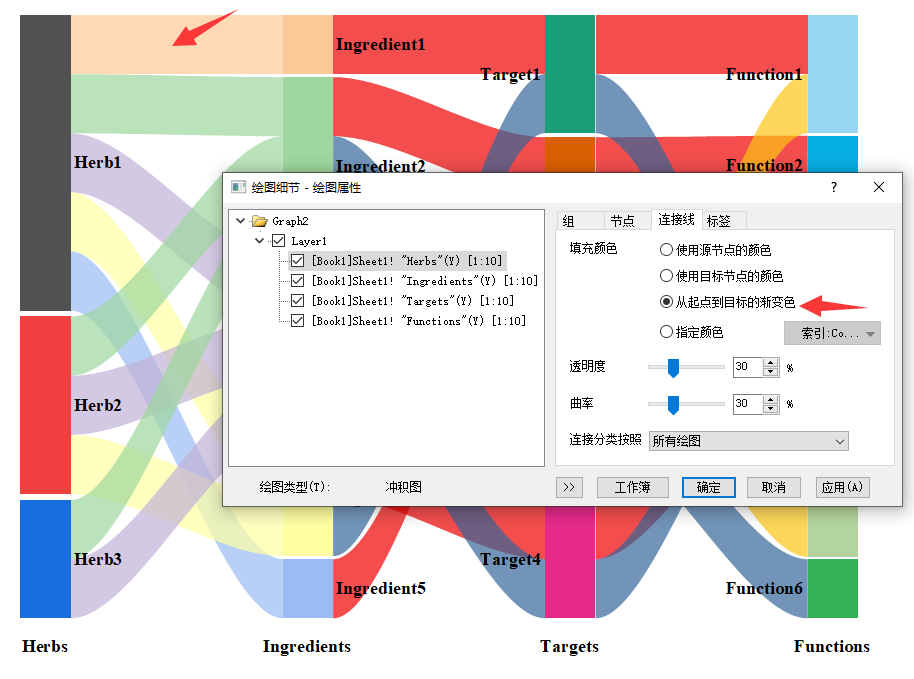 Ingredient1
Target1
Function1
Herb1
Ingredient2
Function2
绘图细节 - 绘图属性
?
Graph2
Layer1
[Book1]Sheet1! "Herbs"(Y) [1:10]
[Book1]Sheet1! "Ingredients"(Y) [1:10]
[Book1]Sheet1! "Targets"(Y) [1:10]
[Book1]Sheet1! "Functions"(Y) [1:10]
组 节点 连接线 标签
填充颜色
使用源节点的颜色
使用目标节点的颜色
从起点到目标的渐变色
指定颜色 索引:Co...
透明度 30 %
曲率 30 %
连接分类按照 所有绘图
绘图类型(T): 冲积图
>> 工作簿 确定 取消 应用(A)
Herb2
Herb3
Target4
Ingredient5
Function6
Herbs Ingredients Targets Functions